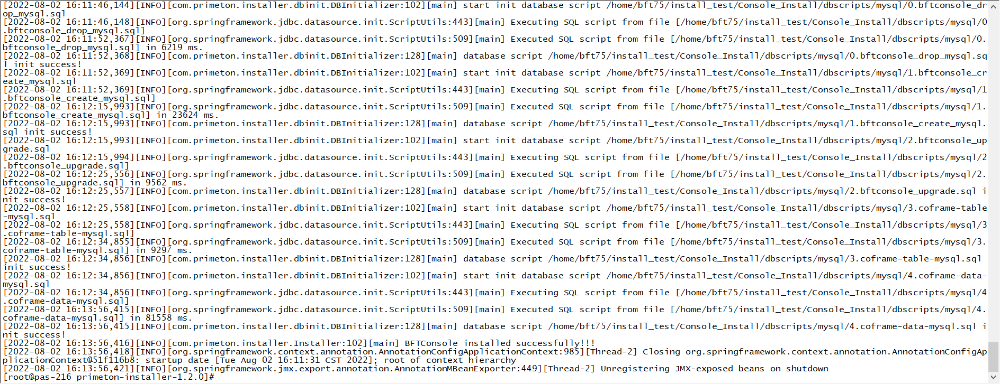 [2022-08-02 16:11:46,144][INFO][com.primeton.installer.dbinit.DBInitializer:102][main] start init database script /home/bft75/install_test/Console_Install/dbscripts/mysql/0.bftconsole_dr
op_mysql.sql
[2022-08-02 16:11:46,148][INFO][org.springframework.jdbc.datasource.init.ScriptUtils:443][main] Executing SQL script from file [/home/bft75/install_test/Console_Install/dbscripts/mysql/0
.bftconsole_drop_mysql.sql]
[2022-08-02 16:11:52,367][INFO][org.springframework.jdbc.datasource.init.ScriptUtils:509][main] Executed SQL script from file [/home/bft75/install_test/Console_Install/dbscripts/mysql/0.
bftconsole_drop_mysql.sql] in 6219 ms.
[2022-08-02 16:11:52,368][INFO][com.primeton.installer.dbinit.DBInitializer:128][main] database script /home/bft75/install_test/Console_Install/dbscripts/mysql/0.bftconsole_drop_mysql.sq
l init success!
[2022-08-02 16:11:52,369][INFO][com.primeton.installer.dbinit.DBInitializer:102][main] start init database script /home/bft75/install_test/Console_Install/dbscripts/mysql/1.bftconsole_cr
eate_mysql.sql
[2022-08-02 16:11:52,369][INFO][org.springframework.jdbc.datasource.init.ScriptUtils:443][main] Executing SQL script from file [/home/bft75/install_test/Console_Install/dbscripts/mysql/1
.bftconsole_create_mysql.sql]
[2022-08-02 16:12:15,993][INFO][org.springframework.jdbc.datasource.init.ScriptUtils:509][main] Executed SQL script from file [/home/bft75/install_test/Console_Install/dbscripts/mysql/1.
bftconsole_create_mysql.sql] in 23624 ms.
[2022-08-02 16:12:15,993][INFO][com.primeton.installer.dbinit.DBInitializer:128][main] database script /home/bft75/install_test/Console_Install/dbscripts/mysql/1.bftconsole_create_mysql.
sql init success!
[2022-08-02 16:12:15,993][INFO][com.primeton.installer.dbinit.DBInitializer:102][main] start init database script /home/bft75/install_test/Console_Install/dbscripts/mysql/2.bftconsole_up
grade.sql
[2022-08-02 16:12:15,994][INFO][org.springframework.jdbc.datasource.init.ScriptUtils:443][main] Executing SQL script from file [/home/bft75/install_test/Console_Install/dbscripts/mysql/2
.bftconsole_upgrade.sql]
[2022-08-02 16:12:25,556][INFO][org.springframework.jdbc.datasource.init.ScriptUtils:509][main] Executed SQL script from file [/home/bft75/install_test/Console_Install/dbscripts/mysql/2.
bftconsole_upgrade.sql] in 9562 ms.
[2022-08-02 16:12:25,557][INFO][com.primeton.installer.dbinit.DBInitializer:128][main] database script /home/bft75/install_test/Console_Install/dbscripts/mysql/2.bftconsole_upgrade.sql i
nit success!
[2022-08-02 16:12:25,558][INFO][com.primeton.installer.dbinit.DBInitializer:102][main] start init database script /home/bft75/install_test/Console_Install/dbscripts/mysql/3.coframe-table
-mysql.sql
[2022-08-02 16:12:25,558][INFO][org.springframework.jdbc.datasource.init.ScriptUtils:443][main] Executing SQL script from file [/home/bft75/install_test/Console_Install/dbscripts/mysql/3
.coframe-table-mysql.sql]
[2022-08-02 16:12:34,855][INFO][org.springframework.jdbc.datasource.init.ScriptUtils:509][main] Executed SQL script from file [/home/bft75/install_test/Console_Install/dbscripts/mysql/3.
coframe-table-mysql.sql] in 9297 ms.
[2022-08-02 16:12:34,856][INFO][com.primeton.installer.dbinit.DBInitializer:128][main] database script /home/bft75/install_test/Console_Install/dbscripts/mysql/3.coframe-table-mysql.sql
init success!
[2022-08-02 16:12:34,856][INFO][com.primeton.installer.dbinit.DBInitializer:102][main] start init database script /home/bft75/install_test/Console_Install/dbscripts/mysql/4.coframe-data-
mysql.sql
[2022-08-02 16:12:34,856][INFO][org.springframework.jdbc.datasource.init.ScriptUtils:443][main] Executing SQL script from file [/home/bft75/install_test/Console_Install/dbscripts/mysql/4
.coframe-data-mysql.sql]
[2022-08-02 16:13:56,415][INFO][org.springframework.jdbc.datasource.init.ScriptUtils:509][main] Executed SQL script from file [/home/bft75/install_test/Console_Install/dbscripts/mysql/4.
coframe-data-mysql.sql] in 81558 ms.
[2022-08-02 16:13:56,415][INFO][com.primeton.installer.dbinit.DBInitializer:128][main] database script /home/bft75/install_test/Console_Install/dbscripts/mysql/4.coframe-data-mysql.sql i
nit success!
[2022-08-02 16:13:56,416][INFO][com.primeton.installer.Installer:102][main] BFTConsole installed successfully!!!
[2022-08-02 16:13:56,418][INFO][org.springframework.context.annotation.AnnotationConfigApplicationContext:985][Thread-2] Closing org.springframework.context.annotation.AnnotationConfigAp
plicationContext@51f116b8: startup date [Tue Aug 02 16:11:31 CST 2022]; root of context hierarchy
[2022-08-02 16:13:56,421][INFO][org.springframework.jmx.export.annotation.AnnotationMBeanExporter:449][Thread-2] Unregistering JMX-exposed beans on shutdown
[root@pas-216 primeton-installer-1.2.0]#